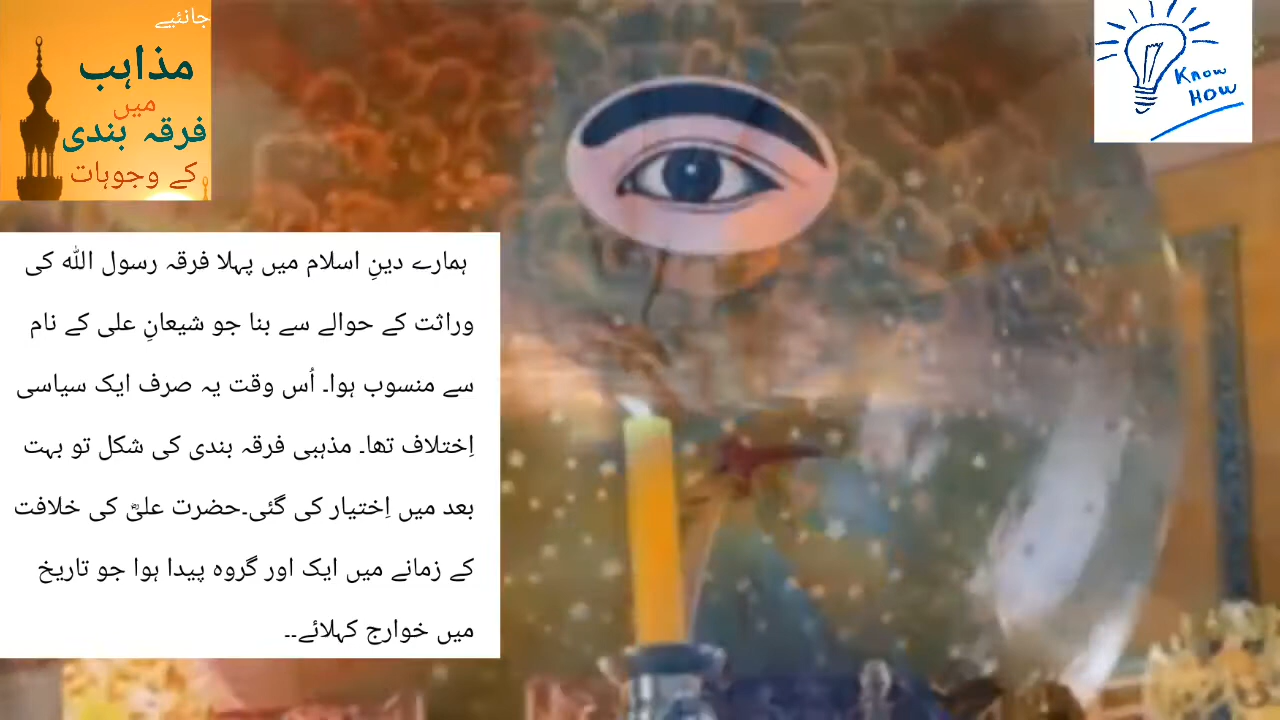 جانئیے
مذاہب
میں
فرقہ بندی
کے وجوہات
Know
HOW
ہمارے دینِ اسلام میں پہلا فرقہ رسول اللہ کی
وراثت کے حوالے سے بنا جو شیعانِ علی کے نام
سے منسوب ہوا۔ اُس وقت یہ صرف ایک سیاسی
اِختلاف تھا۔ مذہبی فرقہ بندی کی شکل تو بہت
بعد میں اِختیار کی گئی۔حضرت علیؓ کی خلافت
کے زمانے میں ایک اور گروہ پیدا ہوا جو تاریخ
میں خوارج کہلائے۔۔